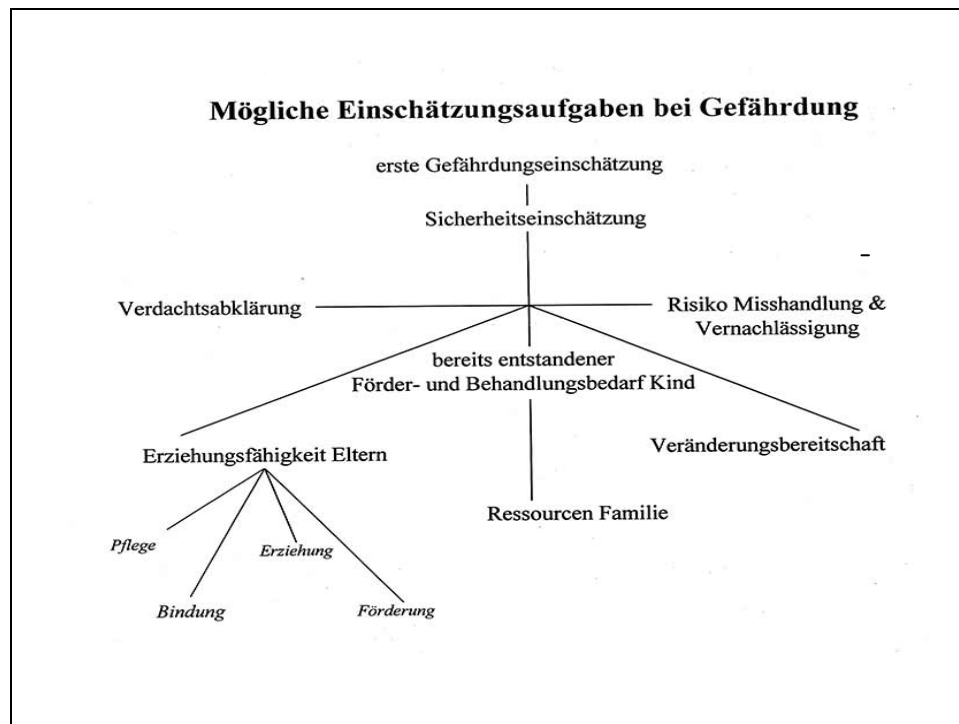 Mögliche Einschätzungsaufgaben bei Gefährdung
erste Gefährdungseinschätzung
Sicherheitseinschätzung
Verdachtsabklärung
Risiko Misshandlung &
Vernachlässigung
bereits entstandener
Förder- und Behandlungsbedarf Kind
Erziehungsfähigkeit Eltern
Veränderungsbereitschaft
Ressourcen Familie
Pflege
Erziehung
Bindung
Förderung